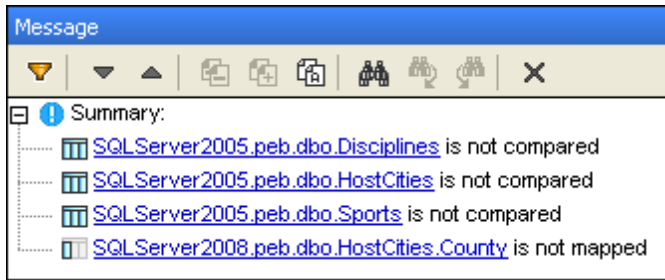 Message
Summary:
SQLServer2005.peb.dbo.Disciplines is not compared
SQLServer2005.peb.dbo.HostCities is not compared
SQLServer2005.peb.dbo.Sports is not compared
SQLServer2008.peb.dbo.HostCities.County is not mapped